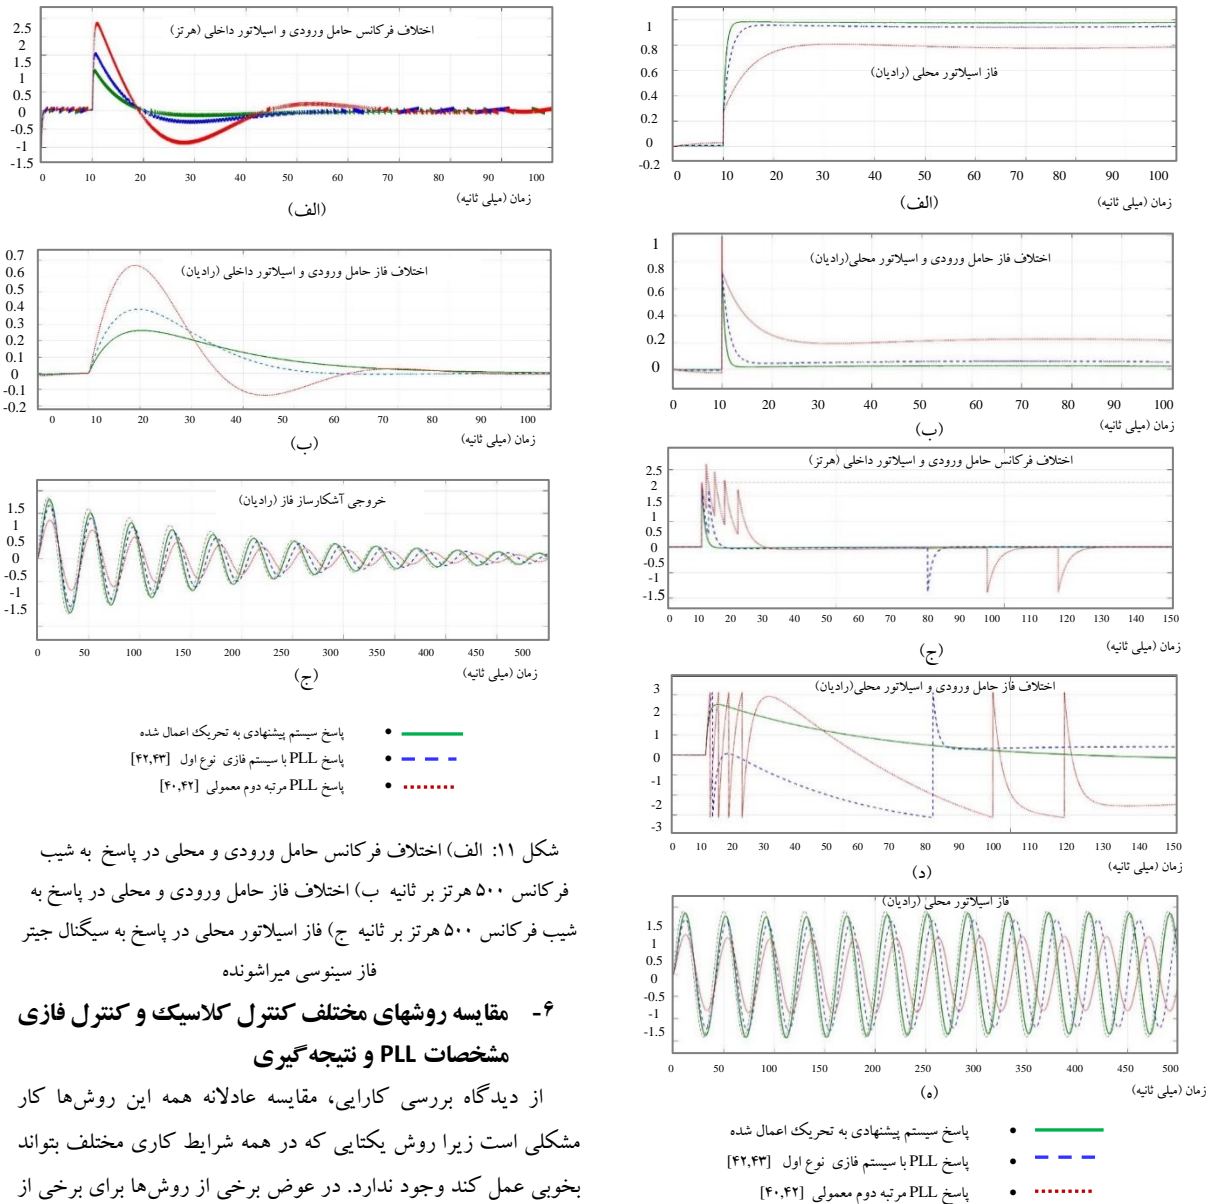 1
0.8
0.6
0.4
0.2
0
-0.2
فاز اسیلاتور محلی (رادیان)
0 10 20 30 40 50 60 70 80 90 100
زمان (میلی ثانیه)
(الف)
1
0.8
0.6
0.2
0
اختلاف فاز حامل ورودی و اسیلاتور محلی(رادیان)
0 10 20 30 40 50 60 70 80 90 100
زمان (میلی ثانیه)
(ب)
اختلاف فرکانس حامل ورودی و اسیلاتور داخلی (هرتز)
2.5
2
1.5
1
0.5
0
-0.5
-1
-1.5
0 10 20 30 40 50 60 70 80 90 100 110 120 130 140 150
زمان (میلی ثانیه)
(ج)
اختلاف فاز حامل ورودی و اسیلاتور محلی(رادیان)
3
2
1
0
-1
-2
-3
0 10 20 30 40 50 60 70 80 90 100 110 120 130 140 150
زمان (میلی ثانیه)
(د)
فاز اسیلاتور محلی (رادیان)
1.5
1
0.5
0
-0.5
-1
-1.5
0 50 100 150 200 250 300 350 400 450 500
زمان (میلی ثانیه)
(ه)
• پاسخ سیستم پیشنهادی به تحریک اعمال شده
• پاسخ PLL با سیستم فازی نوع اول [۴۲,۴۳]
• پاسخ PLL مرتبه دوم معمولی [۴۰,۴۲]
2.5
2
1.5
1
0.5
0
-0.5
-1
-1.5
اختلاف فرکانس حامل ورودی و اسیلاتور داخلی (هرتز)
0 10 20 30 40 50 60 70 80 90 100
زمان (میلی ثانیه)
(الف)
0.7
0.6
0.5
0.4
0.3
0.2
0.1
0
-0.1
-0.2
اختلاف فاز حامل ورودی و اسیلاتور داخلی (رادیان)
0 10 20 30 40 50 60 70 80 90 100
زمان (میلی ثانیه)
(ب)
خروجی آشکارساز فاز (رادیان)
1.5
1
0.5
0
-0.5
-1
-1.5
0 50 100 150 200 250 300 350 400 450 500
زمان (میلی ثانیه)
(ج)
• پاسخ سیستم پیشنهادی به تحریک اعمال شده
• پاسخ PLL با سیستم فازی نوع اول [۴۲,۴۳]
• پاسخ PLL مرتبه دوم معمولی [۴۰,۴۲]
شکل ۱۱: الف) اختلاف فرکانس حامل ورودی و محلی در پاسخ به شیب
فرکانس ۵۰۰ هرتز بر ثانیه ب) اختلاف فاز حامل ورودی و محلی در پاسخ به
شیب فرکانس ۵۰۰ هرتز بر ثانیه ج) فاز اسیلاتور محلی در پاسخ به سیگنال جیتر
فاز سینوسی میراشونده
۶- مقایسه روشهای مختلف کنترل کلاسیک و کنترل فازی
مشخصات PLL و نتیجه گیری
از دیدگاه بررسی کارایی، مقایسه عادلانه همه این روش‌ها کار
مشکلی است زیرا روش یکتایی که در همه شرایط کاری مختلف بتواند
بخوبی عمل کند وجود ندارد. در عوض برخی از روش‌ها برای برخی از